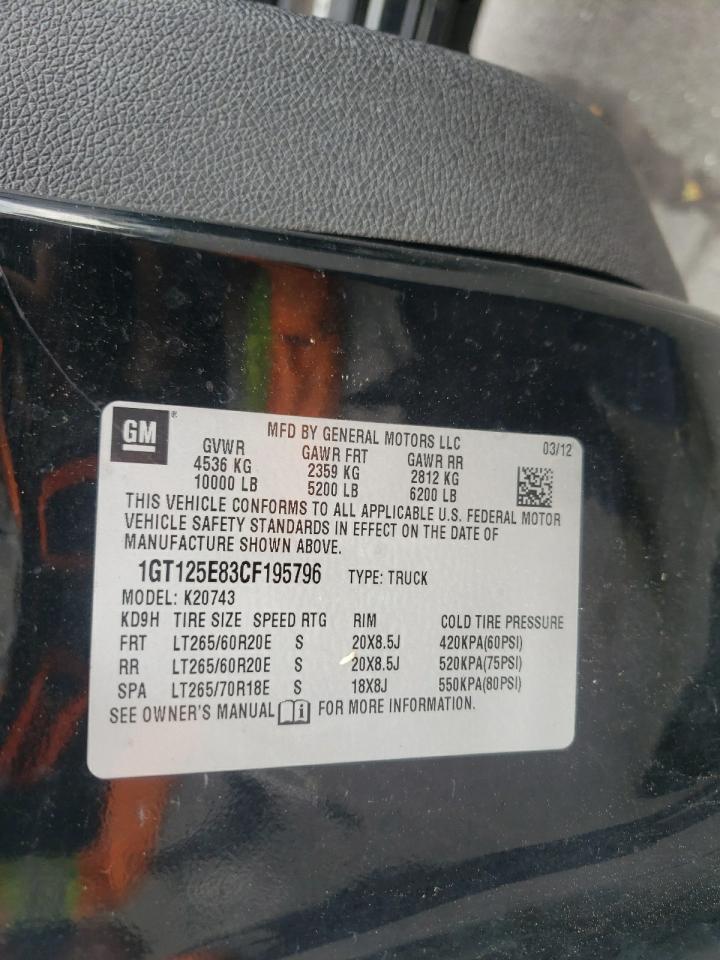 GM®
MFD BY GENERAL MOTORS LLC 03/12
GVWR GAWR FRT GAWR RR
4536 KG 2359 KG 2812 KG
10000 LB 5200 LB 6200 LB
THIS VEHICLE CONFORMS TO ALL APPLICABLE U.S. FEDERAL MOTOR
VEHICLE SAFETY STANDARDS IN EFFECT ON THE DATE OF
MANUFACTURE SHOWN ABOVE.
1GT125E83CF195796 TYPE: TRUCK
MODEL: K20743
KD9H TIRE SIZE SPEED RTG RIM COLD TIRE PRESSURE
FRT LT265/60R20E S 20X8.5J 420KPA(60PSI)
RR LT265/60R20E S 20X8.5J 520KPA(75PSI)
SPA LT265/70R18E S 18X8J 550KPA(80PSI)
SEE OWNER'S MANUAL i FOR MORE INFORMATION.